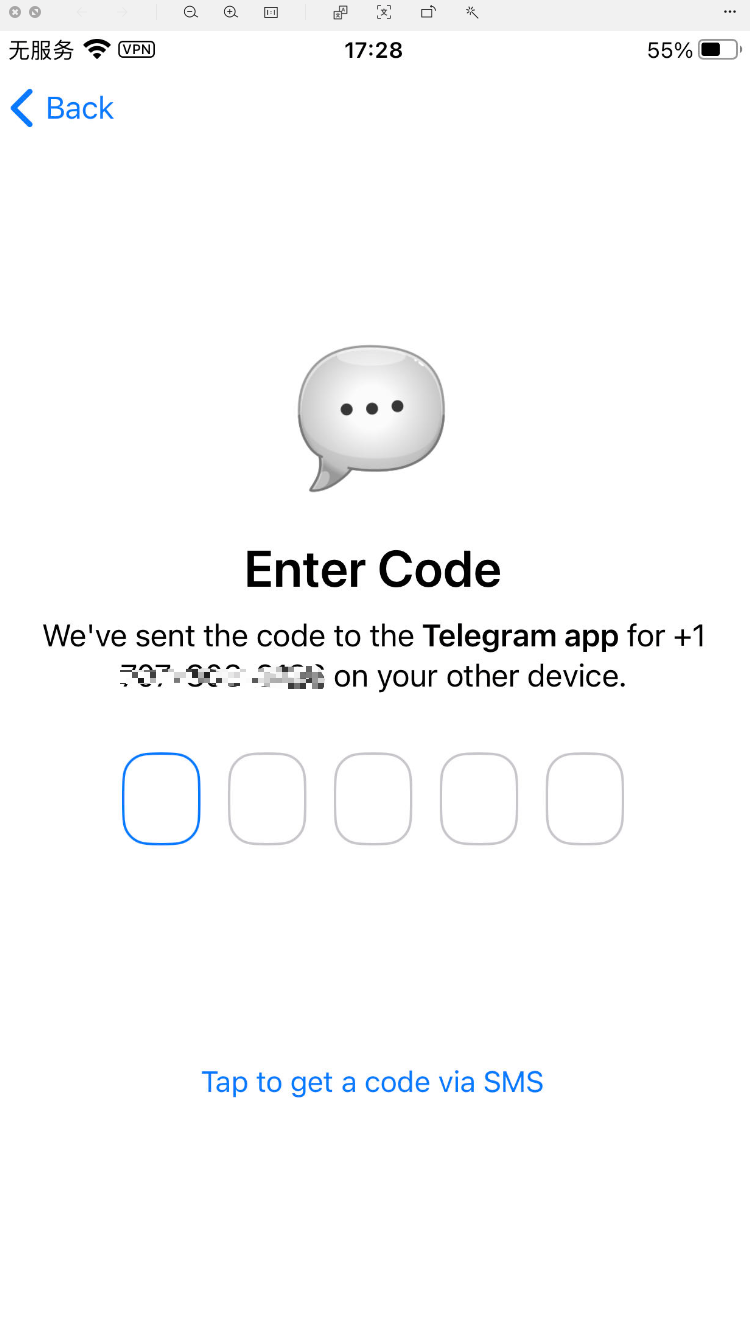 无服务 VPN 17:28 55%
Back
Enter Code
We've sent the code to the Telegram app for +1
on your other device.
Tap to get a code via SMS